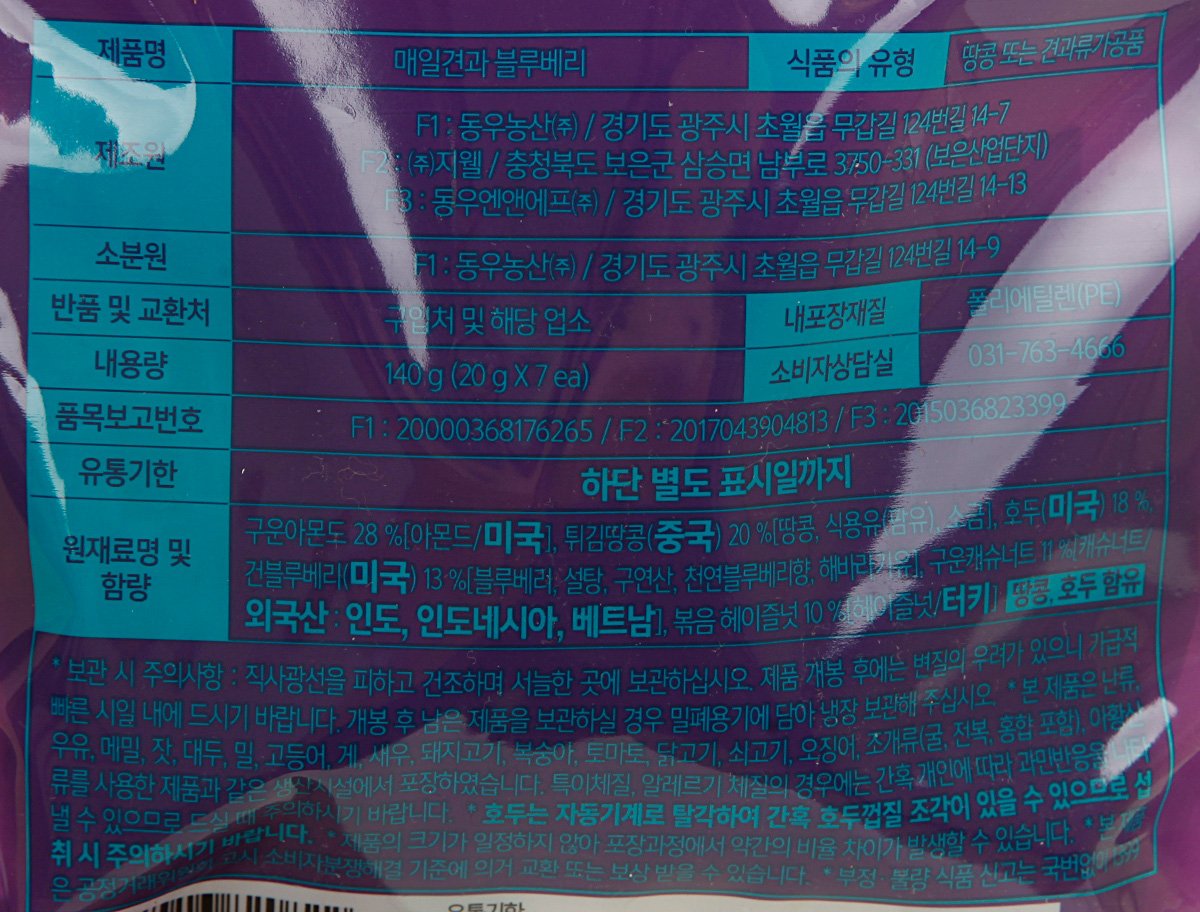 제품명 매일견과 블루베리 식품의 유형 땅콩 또는 견과류가공품
제조원 F1 : 동우농산(주) / 경기도 광주시 초월읍 무갑길 124번길 14-7
F2 : (주)지웰 / 충청북도 보은군 삼승면 남부로 3750-331 (보은산업단지)
F3 : 동우엔앤에프(주) / 경기도 광주시 초월읍 무갑길 124번길 14-13
소분원 F1 : 동우농산(주) / 경기도 광주시 초월읍 무갑길 124번길 14-9
반품 및 교환처 구입처 및 해당 업소 내포장재질 폴리에틸렌(PE)
내용량 140 g (20 g X 7 ea) 소비자상담실 031-763-4666
품목보고번호 F1 : 20000368176265 / F2 : 2017043904813 / F3 : 2015036823399
유통기한 하단 별도 표시일까지
원재료명 및 함량 구운아몬드 28 %[아몬드/미국], 튀김땅콩(중국) 20 %[땅콩, 식용유(팜유), 소금], 호두(미국) 18 %,
건블루베리(미국) 13 %[블루베리, 설탕, 구연산, 천연블루베리향, 해바라기유], 구운캐슈너트 11 %[캐슈너트/
외국산 : 인도, 인도네시아, 베트남], 볶음 헤이즐넛 10 %[헤이즐넛/터키] 땅콩, 호두 함유
* 보관 시 주의사항 : 직사광선을 피하고 건조하며 서늘한 곳에 보관하십시오. 제품 개봉 후에는 변질의 우려가 있으니 가급적
빠른 시일 내에 드시기 바랍니다. 개봉 후 남은 제품을 보관하실 경우 밀폐용기에 담아 냉장 보관해 주십시오. * 본 제품은 난류,
우유, 메밀, 잣, 대두, 밀, 고등어, 게, 새우, 돼지고기, 복숭아, 토마토, 닭고기, 쇠고기, 오징어, 조개류(굴, 전복, 홍합 포함), 아황산
류를 사용한 제품과 같은 생산시설에서 포장하였습니다. 특이체질, 알레르기 체질의 경우에는 간혹 개인에 따라 과민반응을 나타
낼 수 있으므로 드실 때 주의하시기 바랍니다. * 호두는 자동기계로 탈각하여 간혹 호두껍질 조각이 있을 수 있으므로 섭
취 시 주의하시기 바랍니다. * 제품의 크기가 일정하지 않아 포장과정에서 약간의 비율 차이가 발생할 수 있습니다. * 본 제품
은 공정거래위원회 고시 소비자분쟁해결 기준에 의거 교환 또는 보상 받을 수 있습니다. * 부정·불량 식품 신고는 국번없이 1399
유통기한